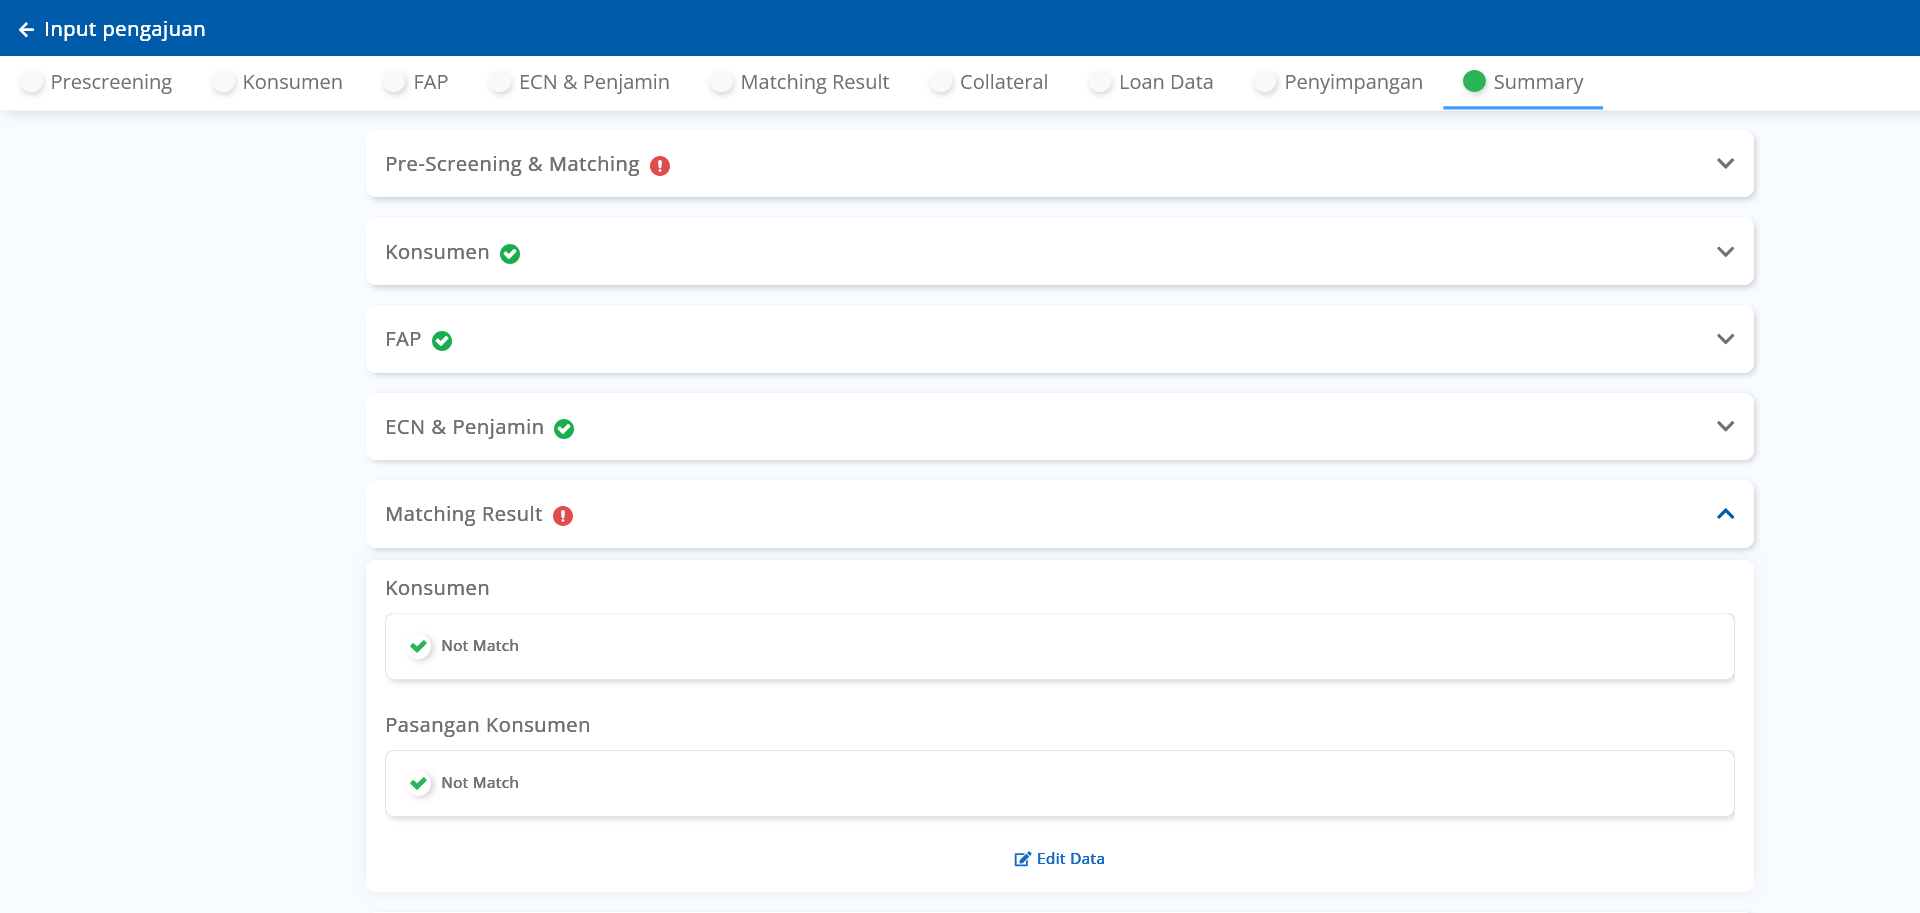 Input pengajuan
Prescreening Konsumen FAP ECN & Penjamin Matching Result Collateral Loan Data Penyimpangan Summary
Pre-Screening & Matching
Konsumen
FAP
ECN & Penjamin
Matching Result
Konsumen
Not Match
Pasangan Konsumen
Not Match
Edit Data